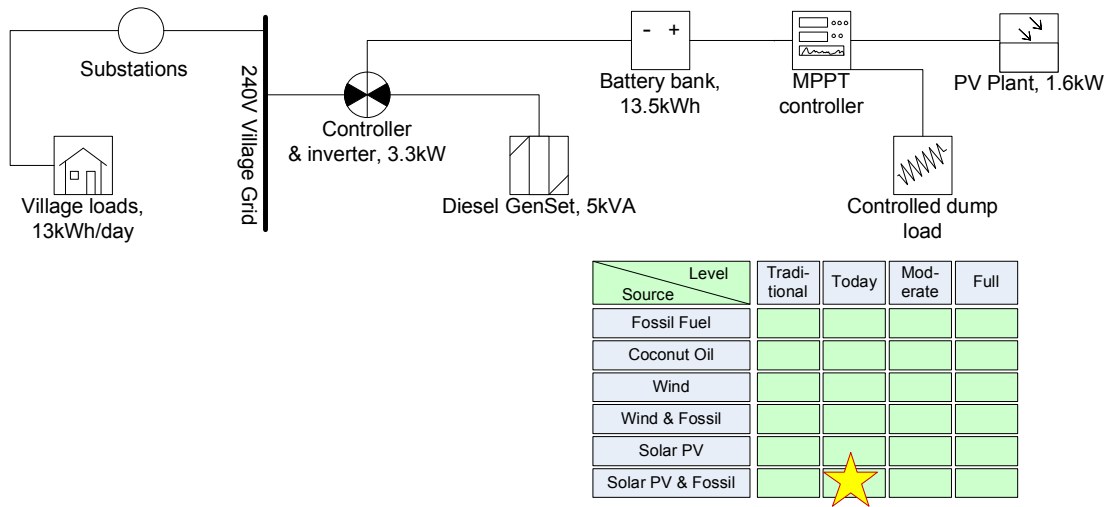 Substations
240V Village Grid
Village loads,
13kWh/day
Controller
& inverter, 3.3kW
Diesel GenSet, 5kVA
- +
Battery bank,
13.5kWh
MPPT
controller
PV Plant, 1.6kW
Controlled dump
load
Level
Source
Tradi-
tional
Today
Mod-
erate
Full
Fossil Fuel
Coconut Oil
Wind
Wind & Fossil
Solar PV
Solar PV & Fossil